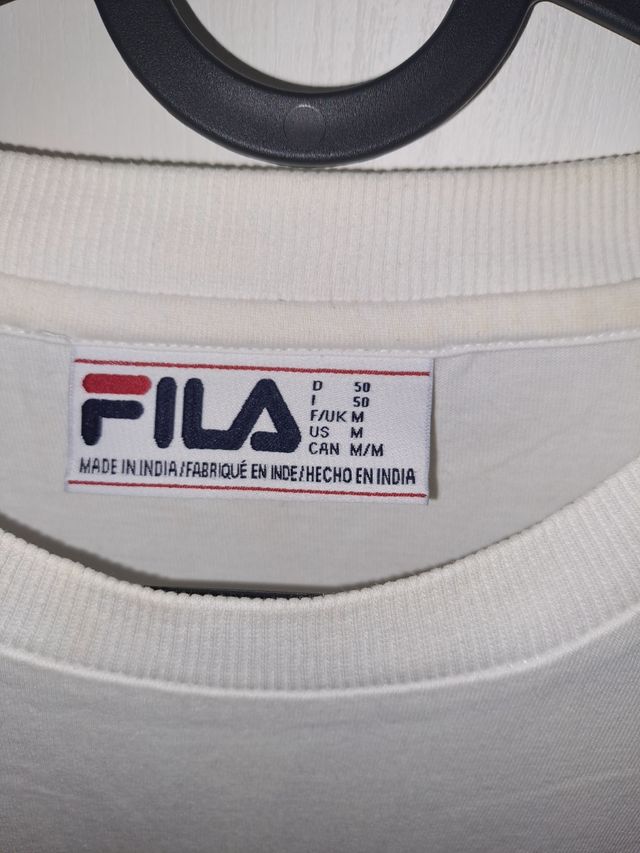 FILA
D 50
I 50
F/UK M
US M
CAN M/M
MADE IN INDIA/FABRIQUÉ EN INDE/HECHO EN INDIA